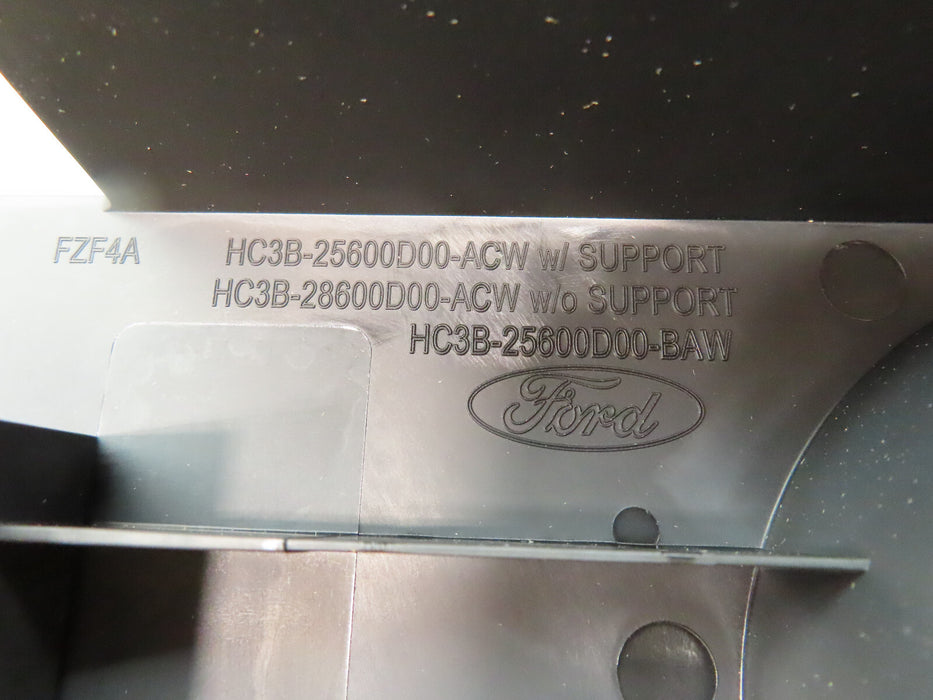 FZF4A HC3B-25600D00-ACW w/ SUPPORT
HC3B-28600D00-ACW w/o SUPPORT
HC3B-25600D00-BAW
Ford